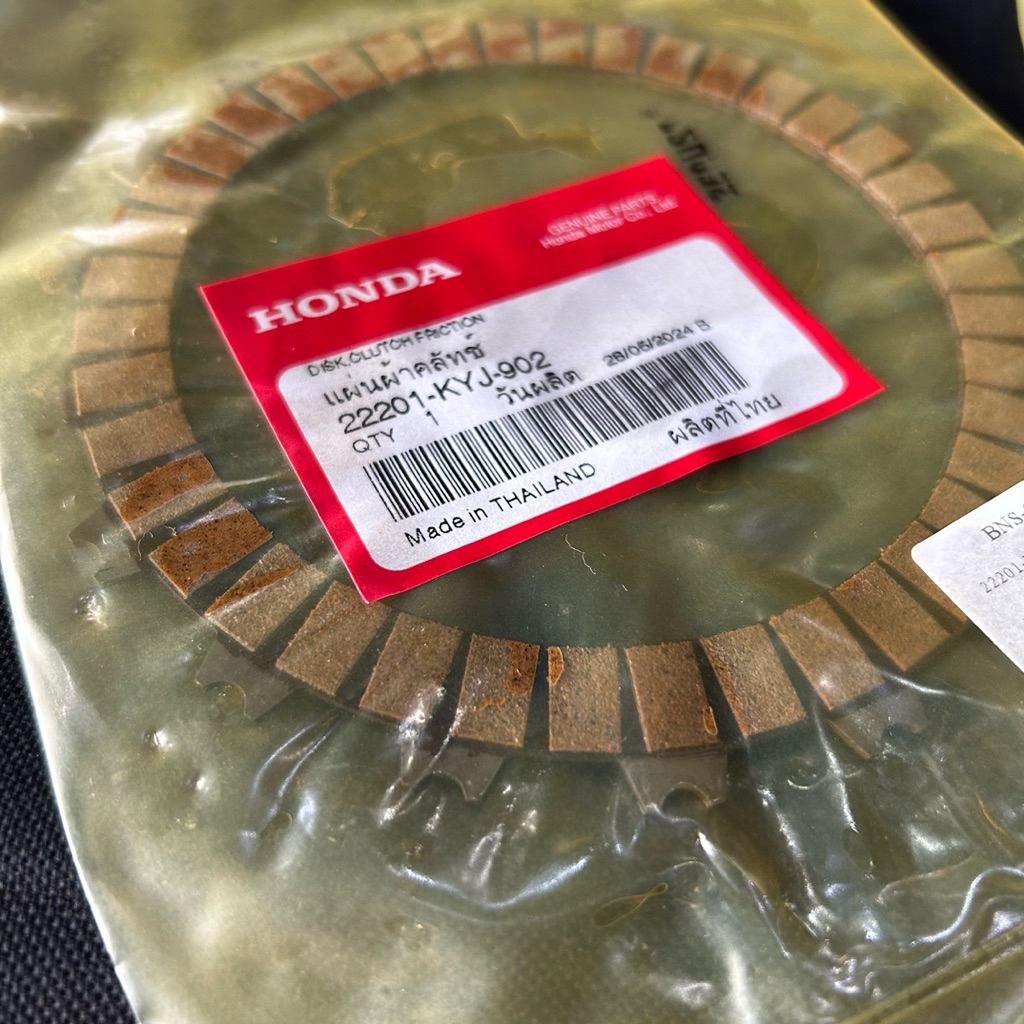 HONDA
GENUINE PARTS
Honda Motor Co., Ltd
DISK,CLUTCH FRICTION
แผ่นผ้าคลัทช์
22201-KYJ-902
QTY 1 วันผลิต 28/05/2024 B
ผลิตที่ไทย
Made in THAILAND
BNS-
22201-